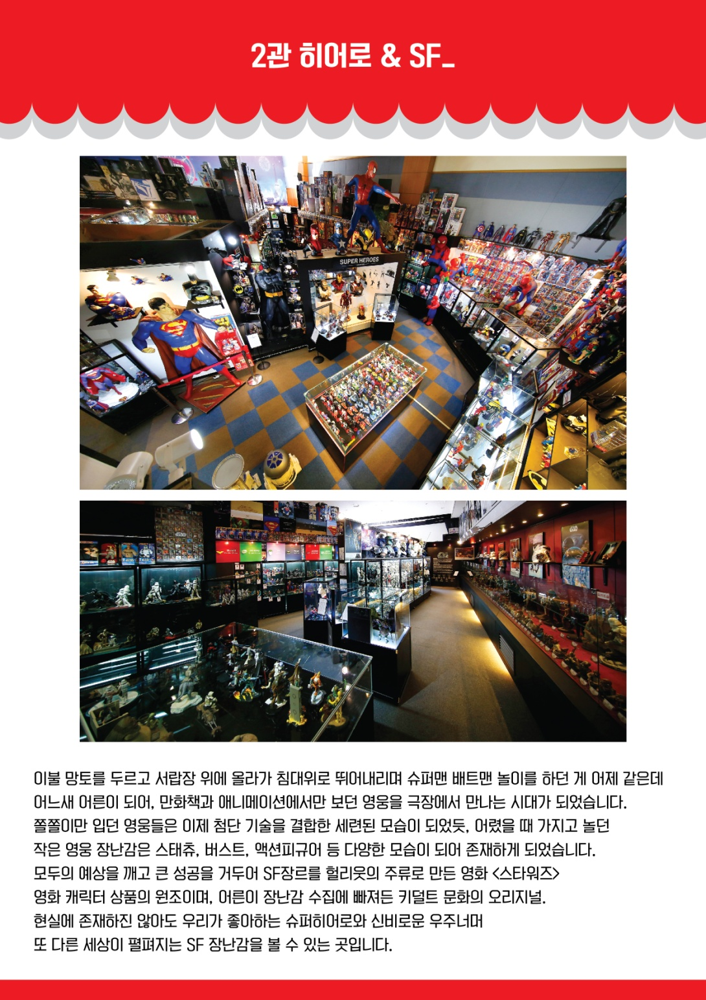 2관 히어로 & SF_
SUPER HEROES
이불 망토를 두르고 서랍장 위에 올라가 침대위로 뛰어내리며 슈퍼맨 배트맨 놀이를 하던 게 어제 같은데
어느새 어른이 되어, 만화책과 애니메이션에서만 보던 영웅을 극장에서 만나는 시대가 되었습니다.
쫄쫄이만 입던 영웅들은 이제 첨단 기술을 결합한 세련된 모습이 되었듯, 어렸을 때 가지고 놀던
작은 영웅 장난감은 스태츄, 버스트, 액션피규어 등 다양한 모습이 되어 존재하게 되었습니다.
모두의 예상을 깨고 큰 성공을 거두어 SF장르를 헐리웃의 주류로 만든 영화 <스타워즈>
영화 캐릭터 상품의 원조이며, 어른이 장난감 수집에 빠져든 키덜트 문화의 오리지널.
현실에 존재하진 않아도 우리가 좋아하는 슈퍼히어로와 신비로운 우주너머
또 다른 세상이 펼펴지는 SF 장난감을 볼 수 있는 곳입니다.